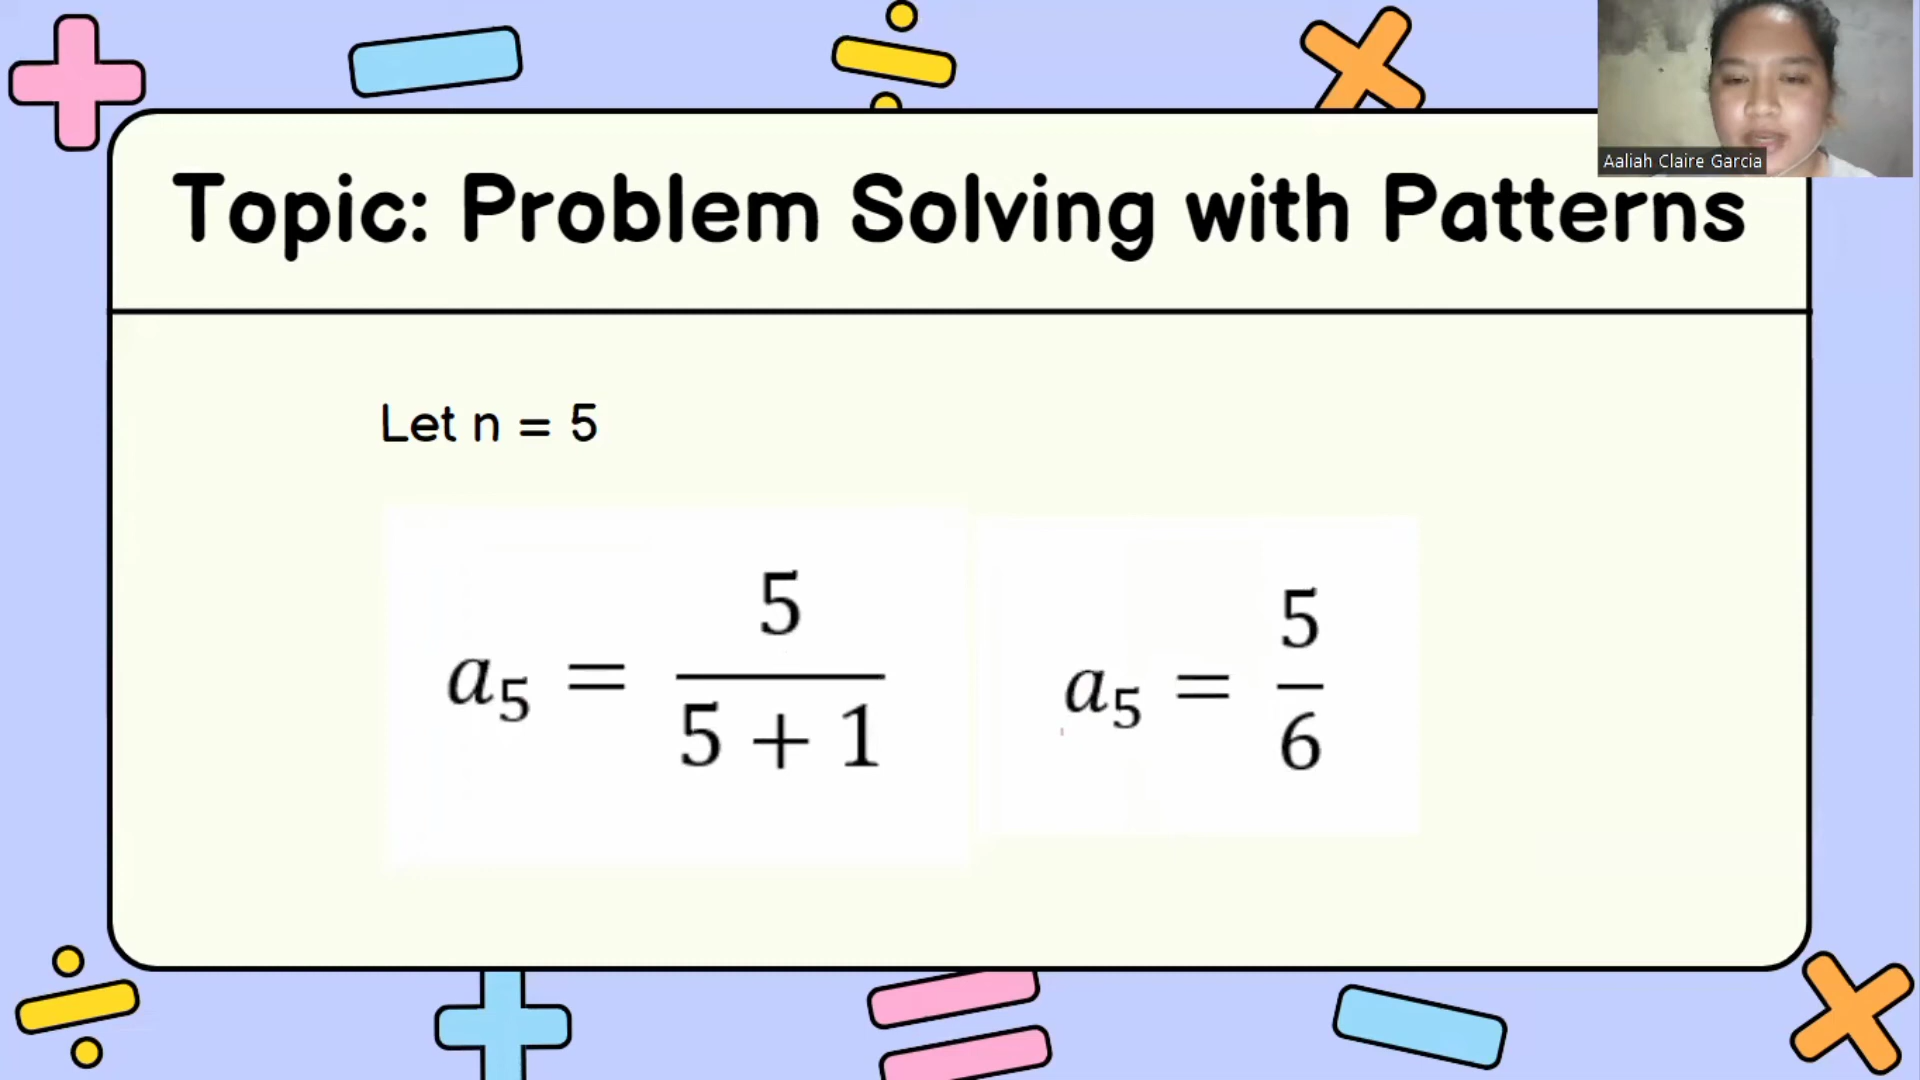 Aaliah Claire Garcia
Topic: Problem Solving with Patterns
Let n = 5
a₅ = 5/(5 + 1)
a₅ = 5/6